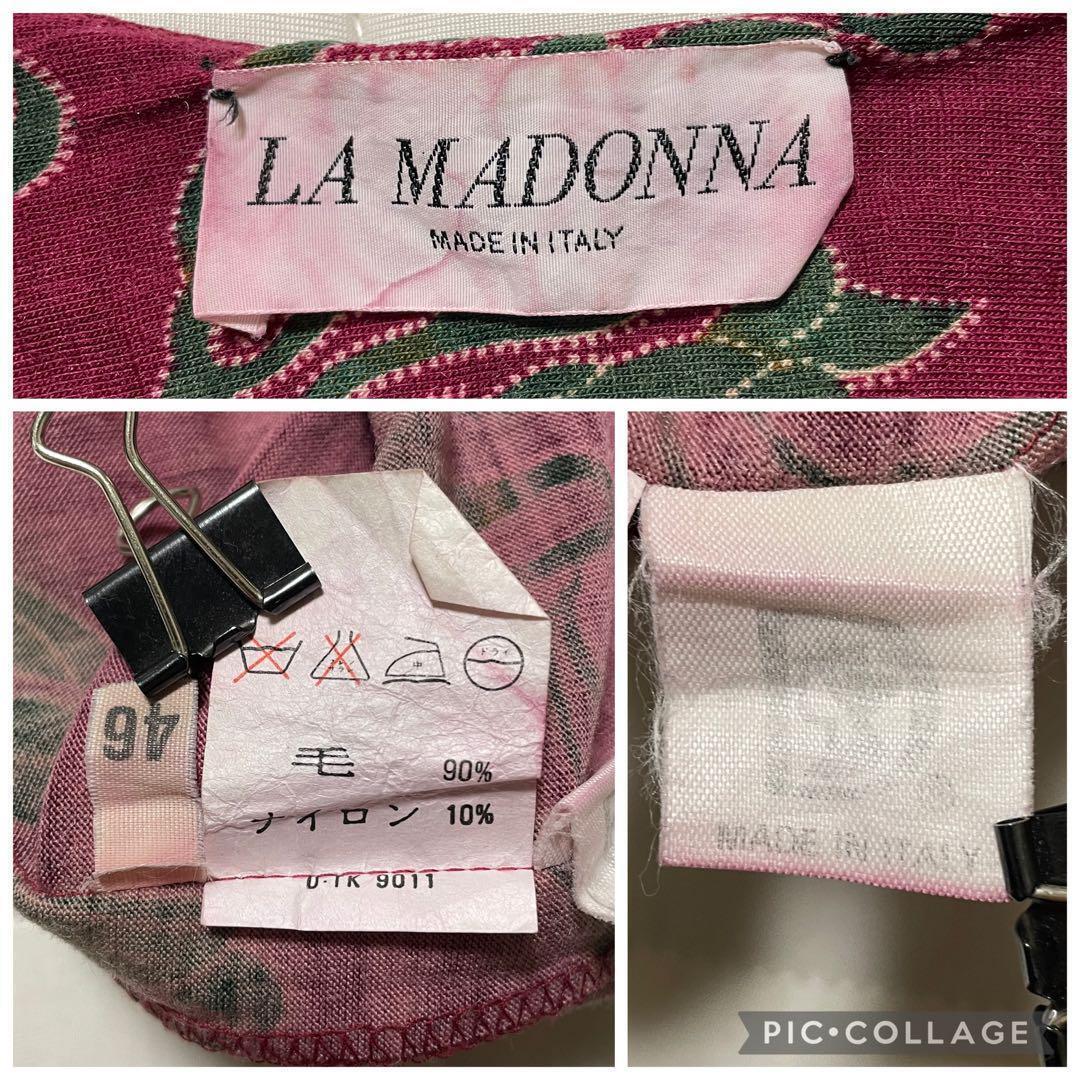 LA MADONNA
MADE IN ITALY
46
ドライ
中
毛 90%
ナイロン 10%
U·TK 9011
MADE IN ITALY
PIC•COLLAGE